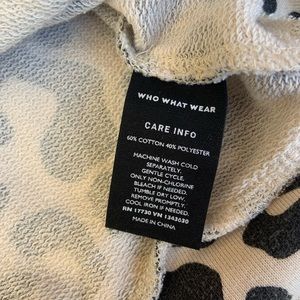 WHO WHAT WEAR
CARE INFO
60% COTTON 40% POLYESTER
MACHINE WASH COLD
SEPARATELY.
GENTLE CYCLE.
ONLY NON-CHLORINE
BLEACH IF NEEDED.
TUMBLE DRY LOW.
REMOVE PROMPTLY.
COOL IRON IF NEEDED.
RN 17730 VN 1343630
MADE IN CHINA